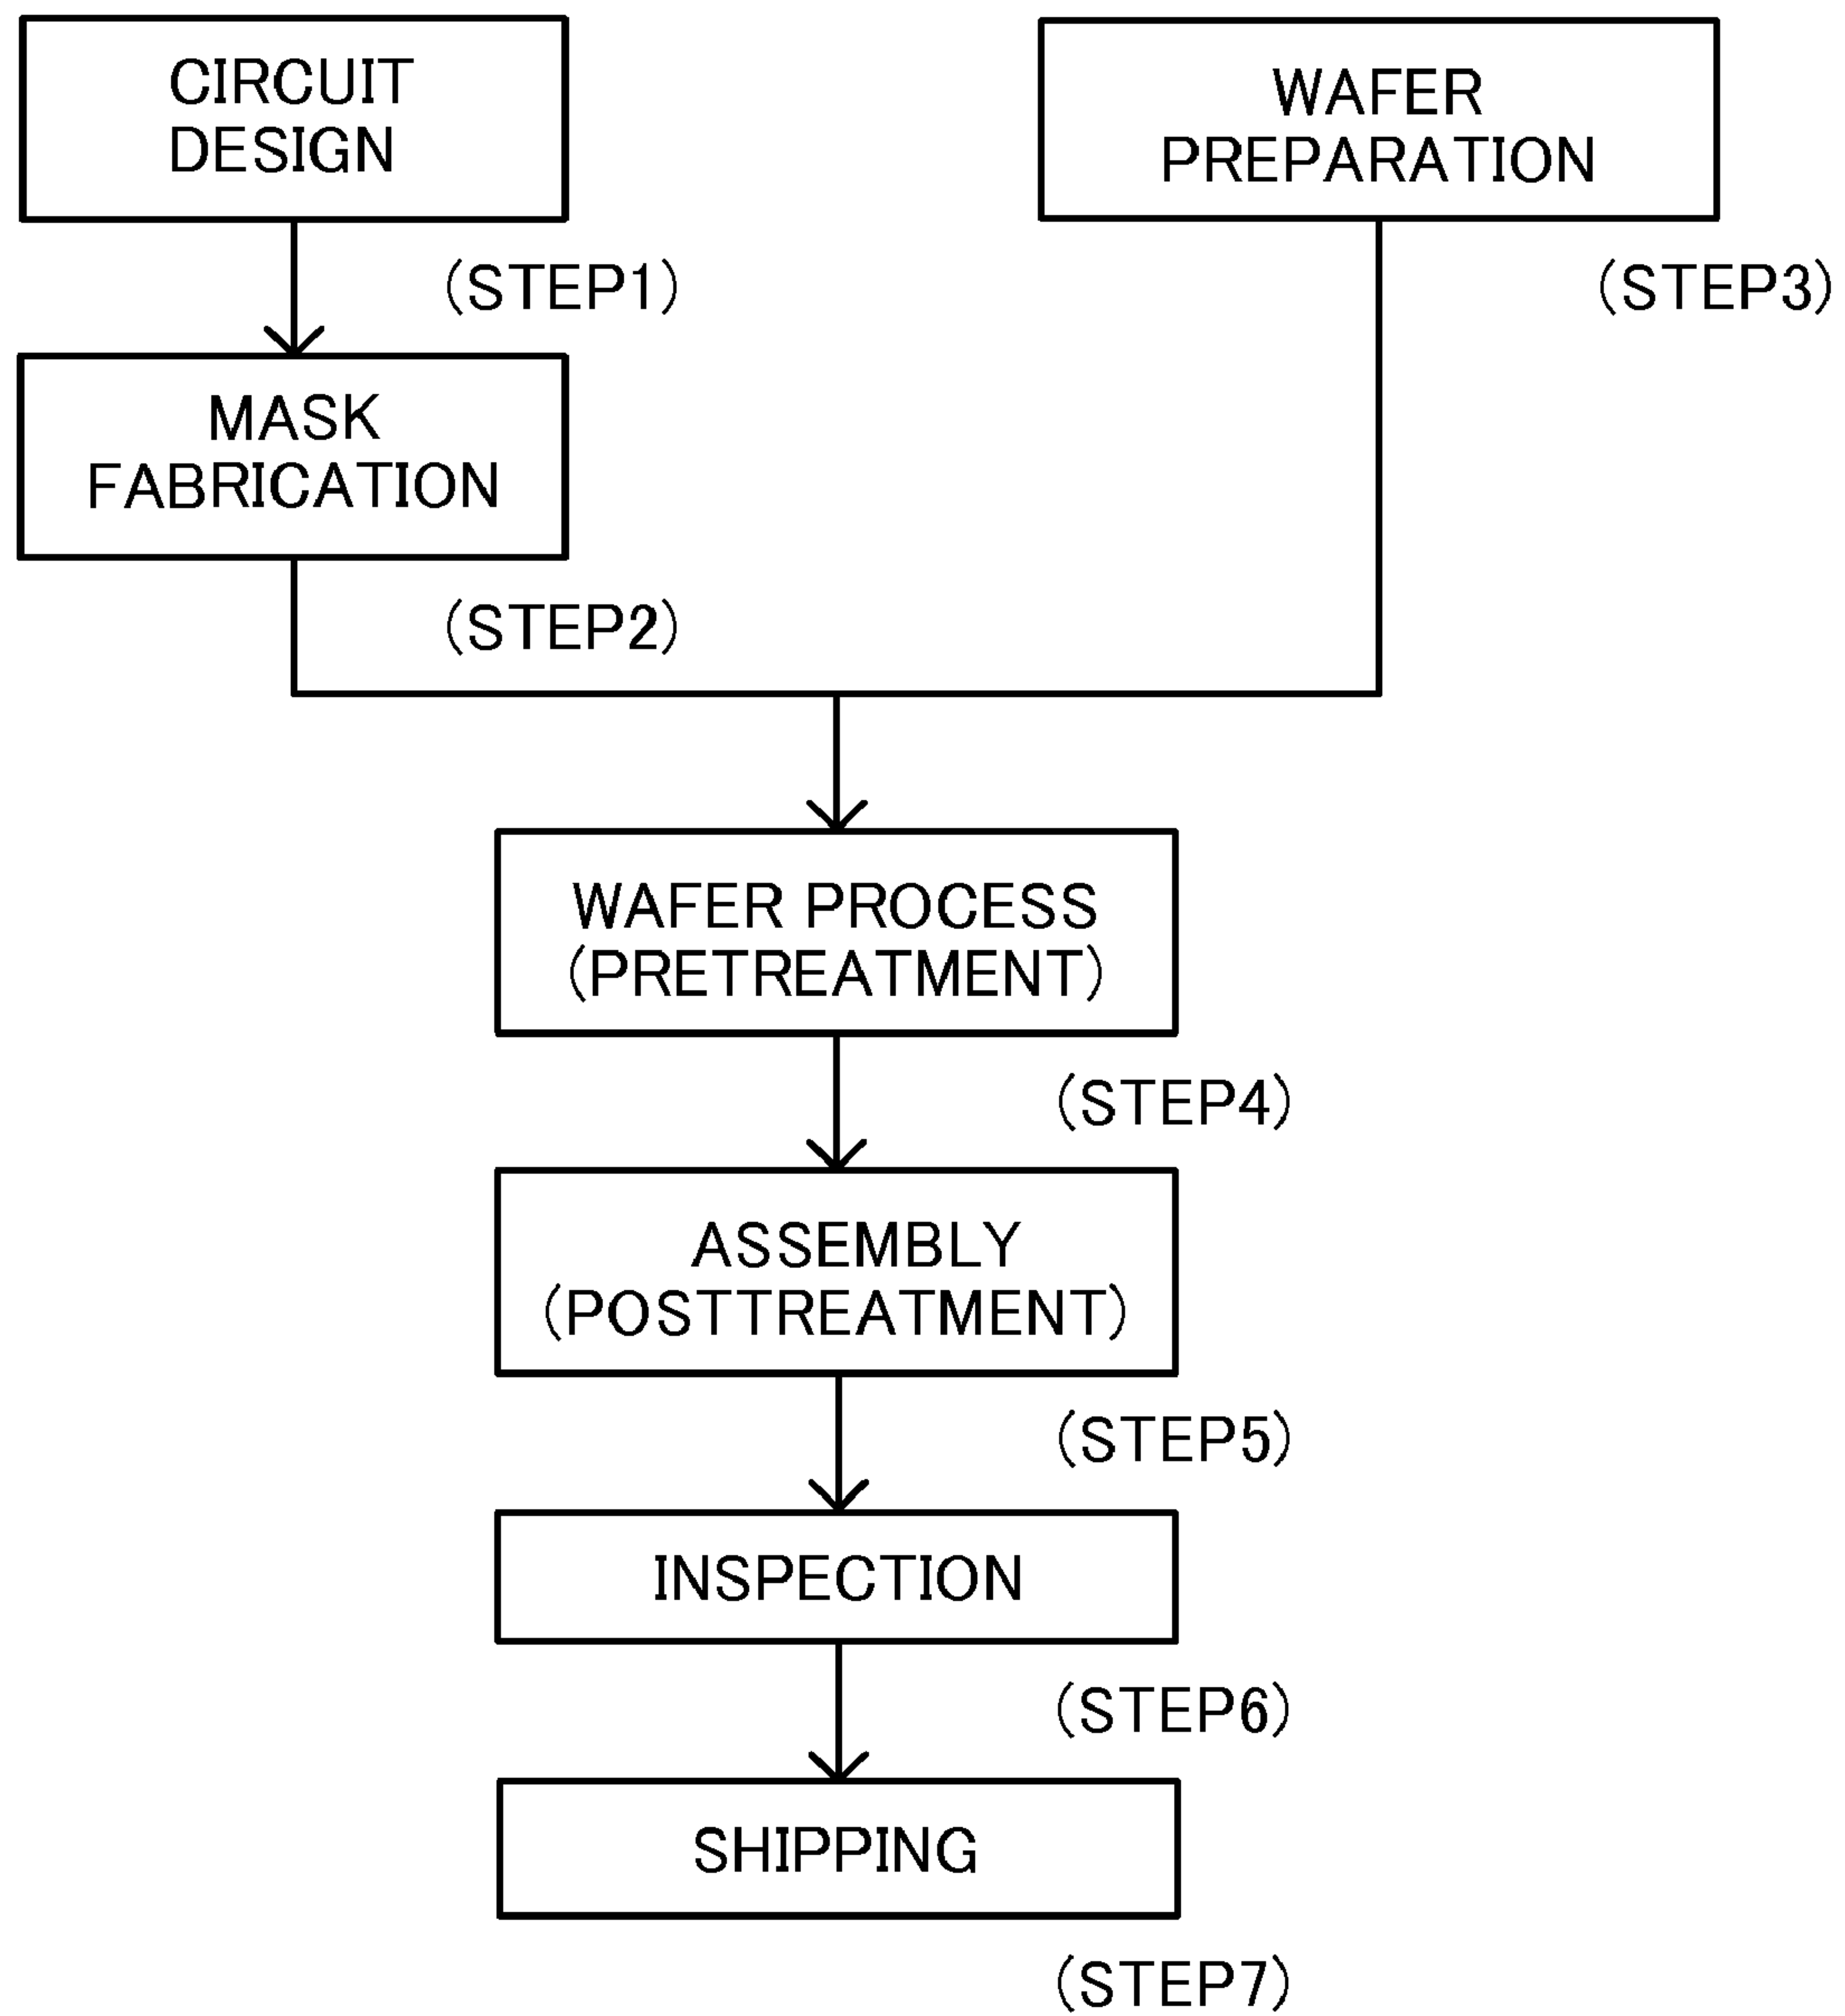 CIRCUIT
DESIGN
(STEP1)
MASK
FABRICATION
(STEP2)
WAFER
PREPARATION
(STEP3)
WAFER PROCESS
(PRETREATMENT)
(STEP4)
ASSEMBLY
(POSTTREATMENT)
(STEP5)
INSPECTION
(STEP6)
SHIPPING
(STEP7)